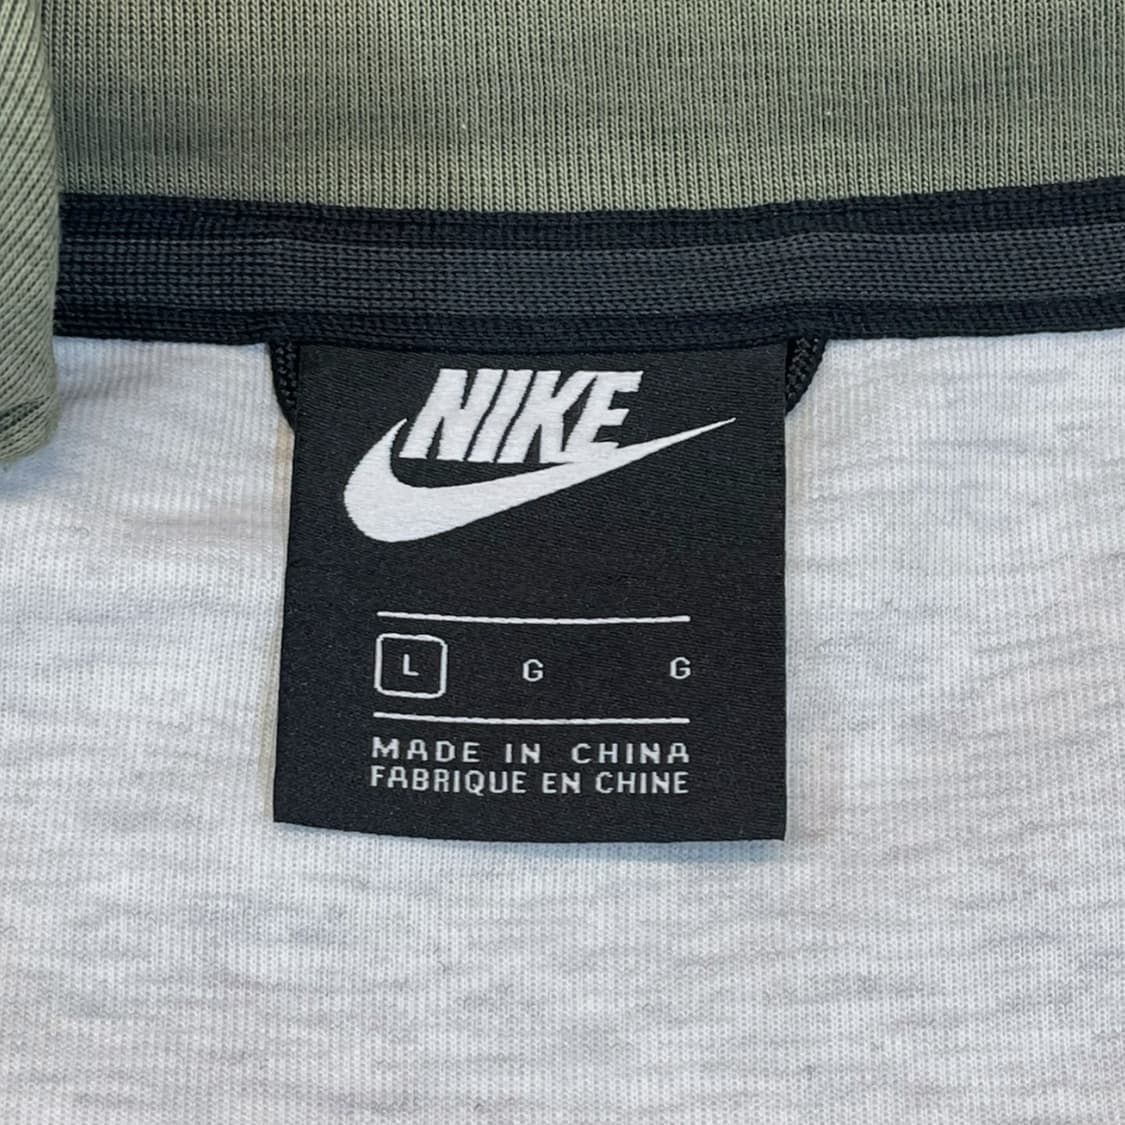 NIKE
L G G
MADE IN CHINA
FABRIQUE EN CHINE